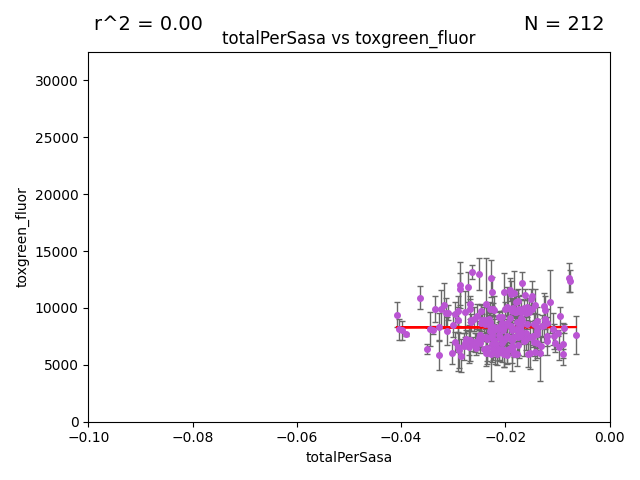 r^2 = 0.00
N = 212
totalPerSasa vs toxgreen_fluor
30000
25000
20000
15000
10000
5000
0
toxgreen_fluor
−0.10
−0.08
−0.06
−0.04
−0.02
0.00
totalPerSasa